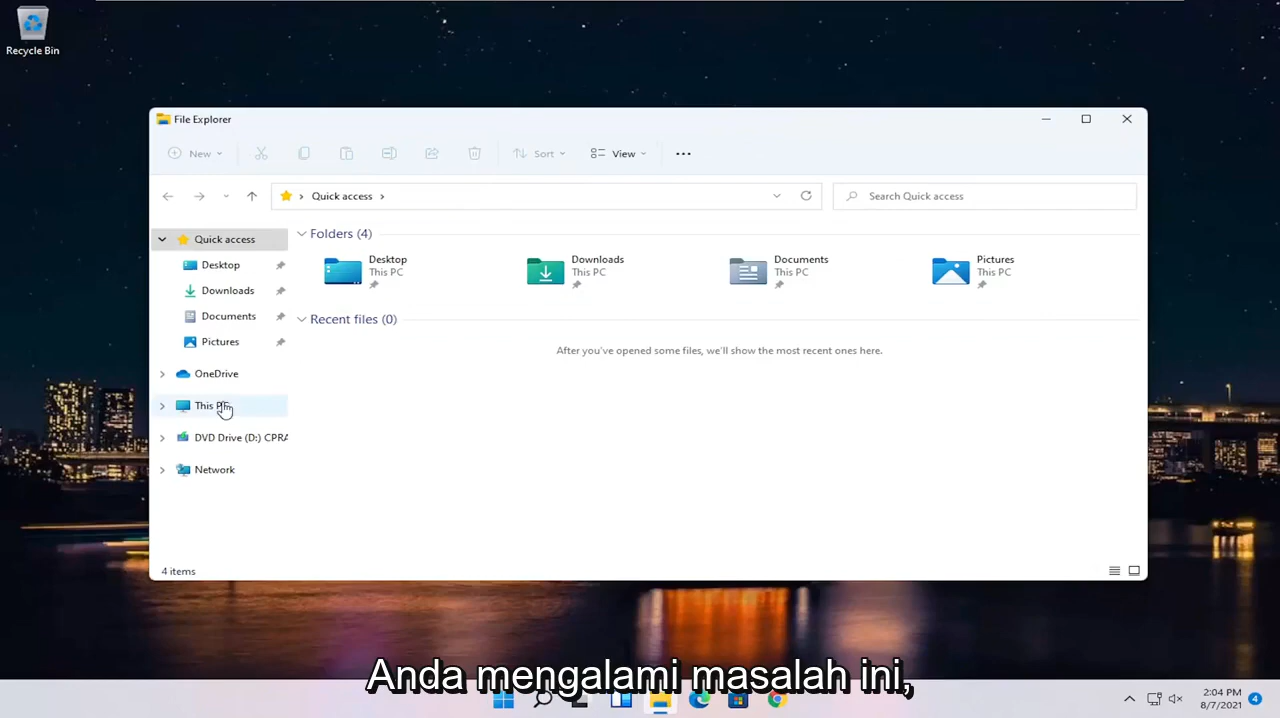 Recycle Bin
File Explorer
New
Sort
View
Quick access
Search Quick access
Quick access
Desktop
Downloads
Documents
Pictures
OneDrive
DVD Drive (D:) CPRA
Network
Folders (4)
Desktop
This PC
Downloads
This PC
Documents
This PC
Pictures
This PC
Recent files (0)
After you've opened some files, we'll show the most recent ones here.
4 items
Anda mengalami masalah ini,
2:04 PM
8/7/2021
4